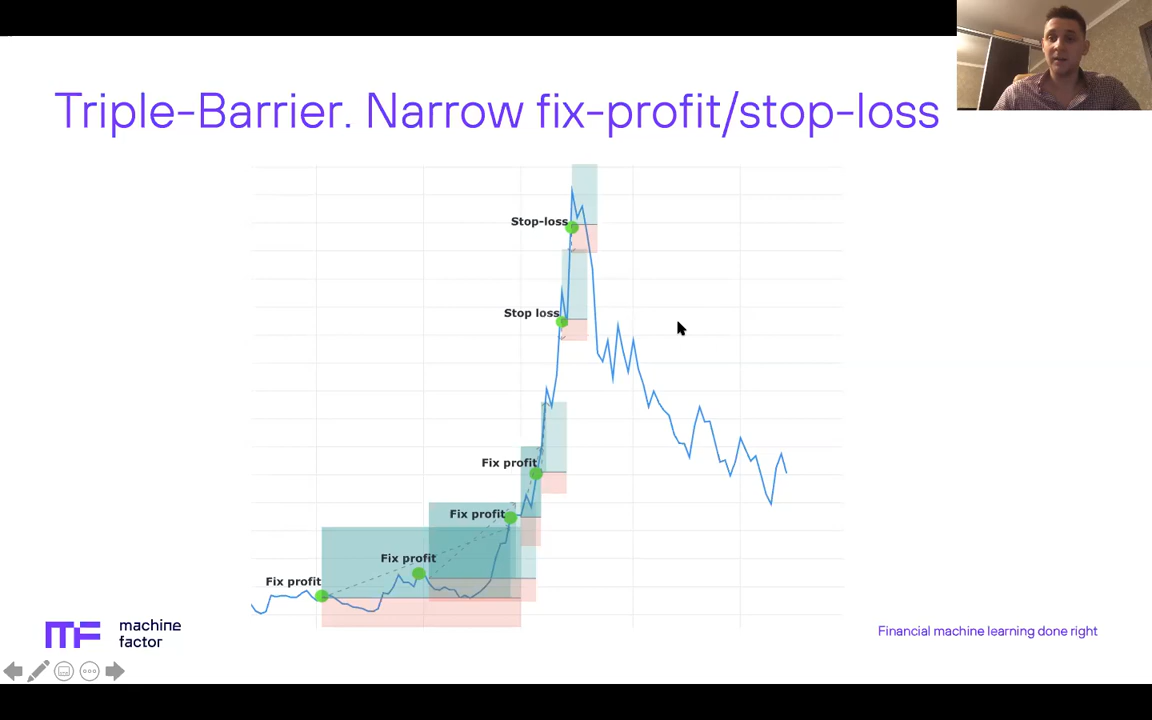 Triple-Barrier. Narrow fix-profit/stop-loss
Stop-loss
Stop loss
Fix profit
Fix profit
Fix profit
Fix profit
MF machine
factor
Financial machine learning done right